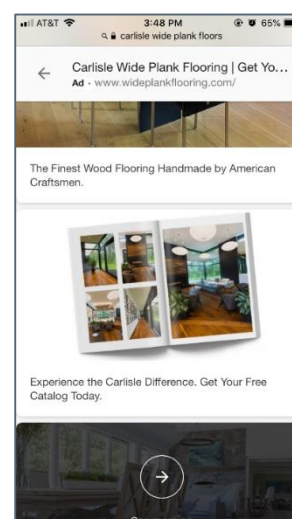 AT&T 3:48 PM 65%
carlisle wide plank floors
Carlisle Wide Plank Flooring | Get Yo...
Ad · www.wideplankflooring.com/
The Finest Wood Flooring Handmade by American
Craftsmen.
Experience the Carlisle Difference. Get Your Free
Catalog Today.